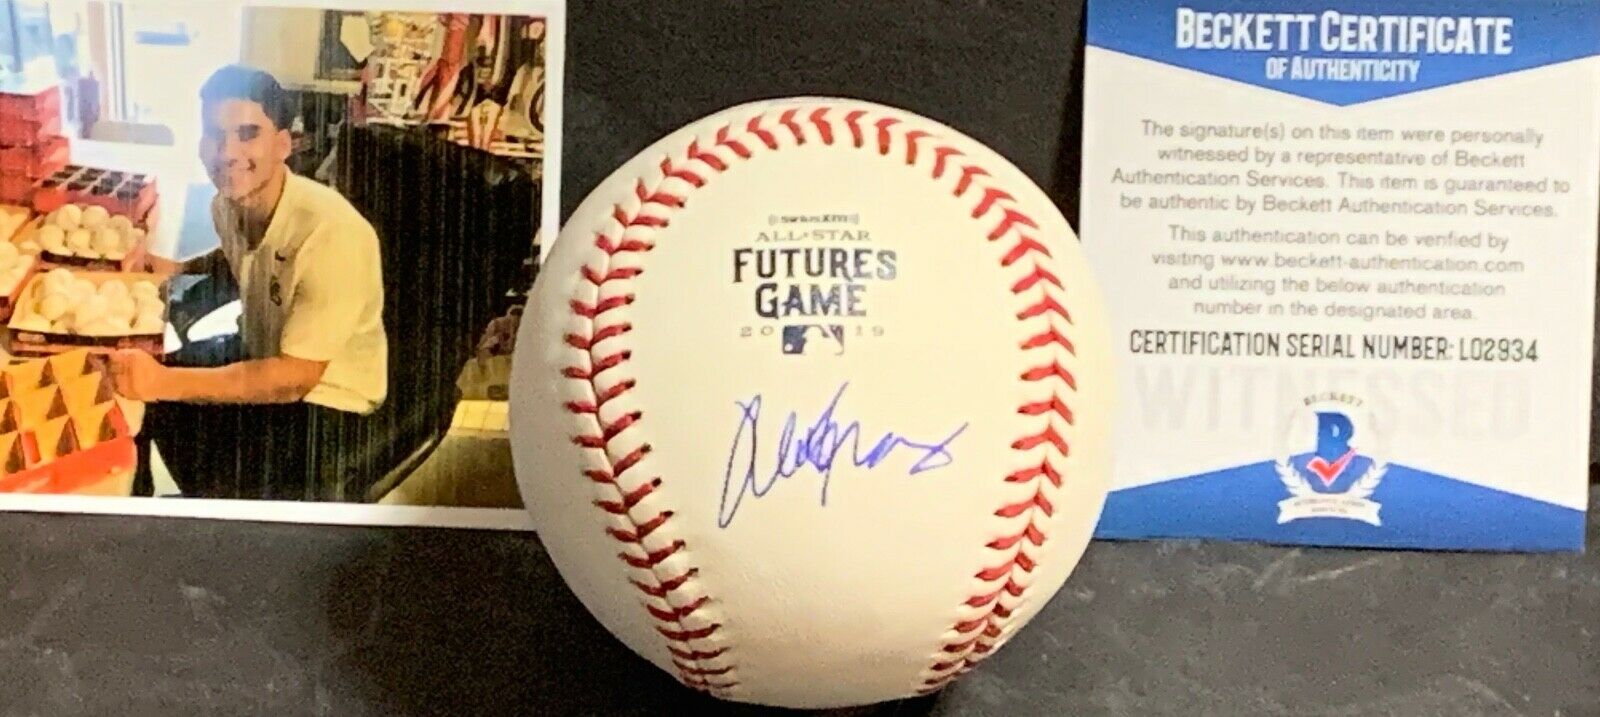 ((SiriusXM))
ALL★STAR
FUTURES
GAME
2019
BECKETT CERTIFICATE
OF AUTHENTICITY
The signature(s) on this item were personally
witnessed by a representative of Beckett
Authentication Services. This item is guaranteed to
be authentic by Beckett Authentication Services.
This authentication can be verified by
visiting www.beckett-authentication.com
and utilizing the below authentication
number in the designated area.
CERTIFICATION SERIAL NUMBER: L02934
WITNESSED
BECKETT
B